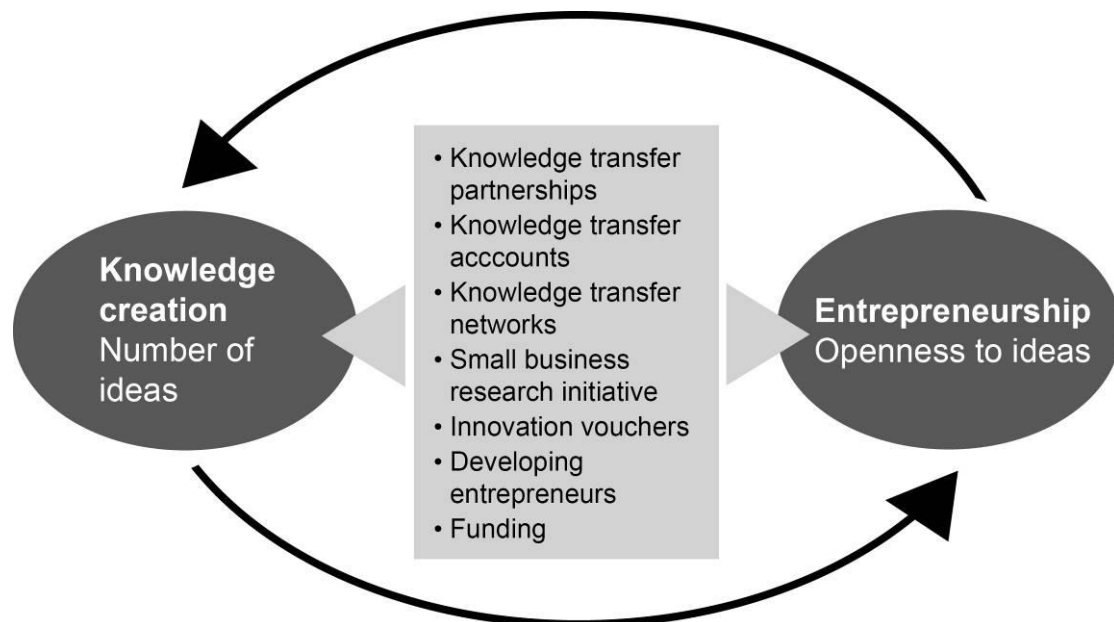 Knowledge
creation
Number of
ideas
• Knowledge transfer
partnerships
• Knowledge transfer
acccounts
• Knowledge transfer
networks
• Small business
research initiative
• Innovation vouchers
• Developing
entrepreneurs
• Funding
Entrepreneurship
Openness to ideas